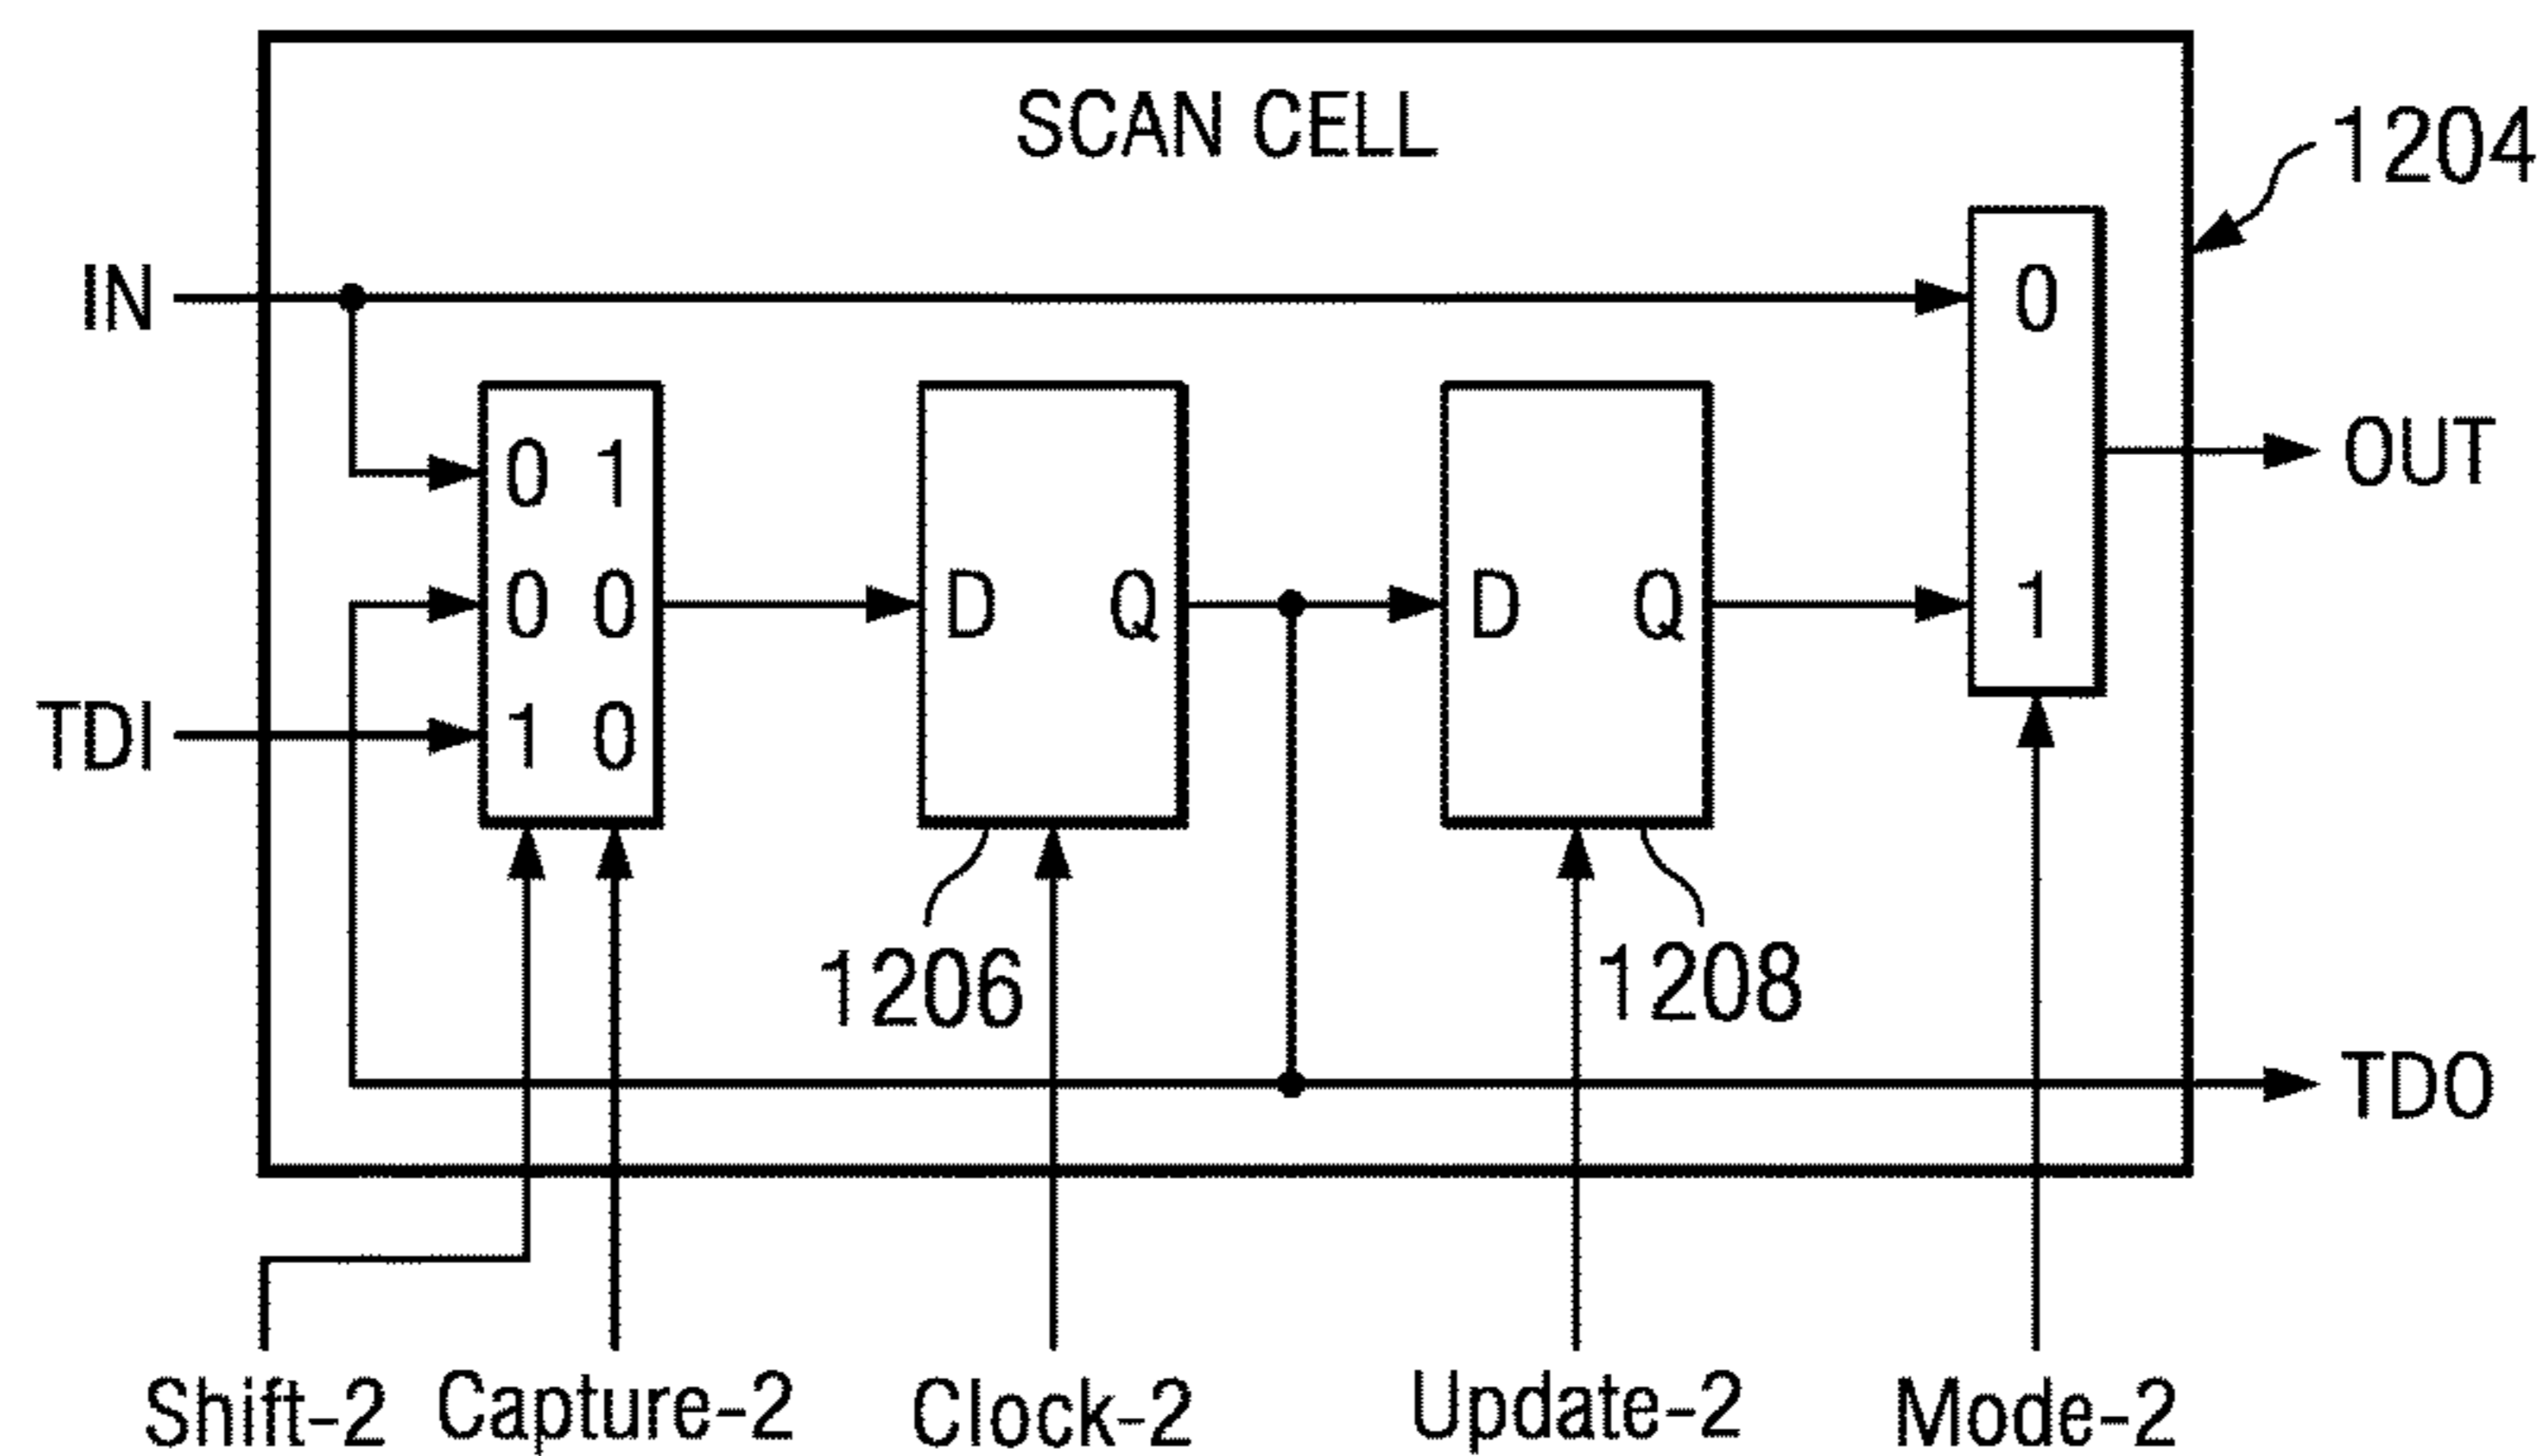 SCAN CELL
1204
IN
0
OUT
0 1
0 0
1 0
D Q
D Q
1
TDI
1206
1208
TDO
Shift-2
Capture-2
Clock-2
Update-2
Mode-2